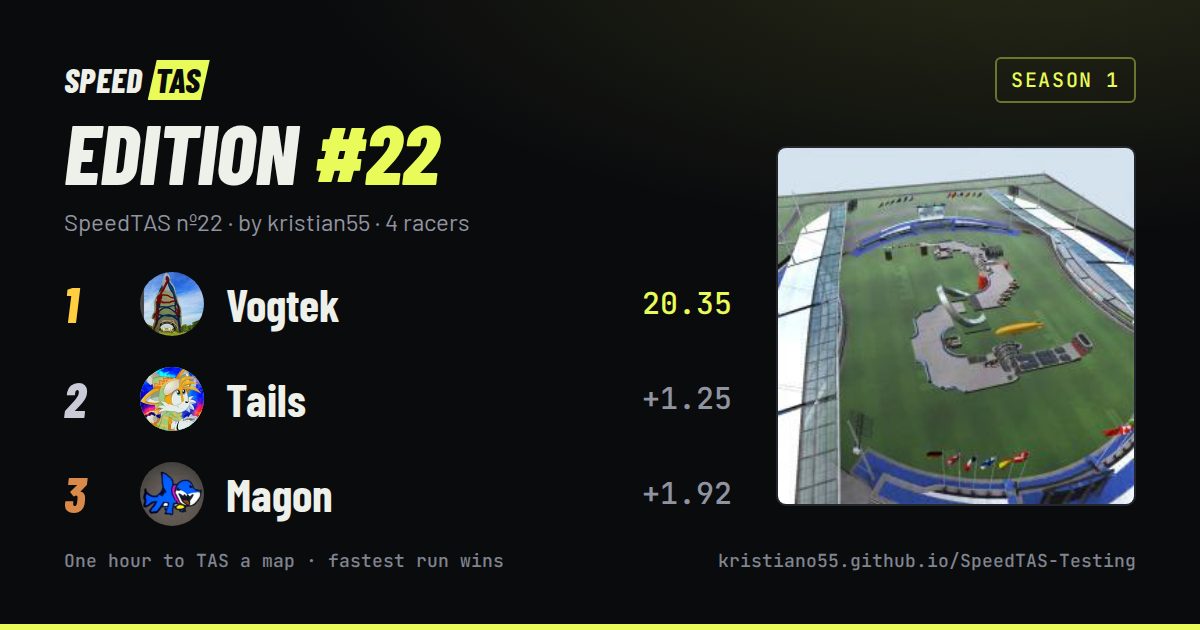 SPEED TAS
SEASON 1
EDITION #22
SpeedTAS nº22 · by kristian55 · 4 racers
1 Vogtek 20.35
2 Tails +1.25
3 Magon +1.92
One hour to TAS a map · fastest run wins
kristiano55.github.io/SpeedTAS-Testing